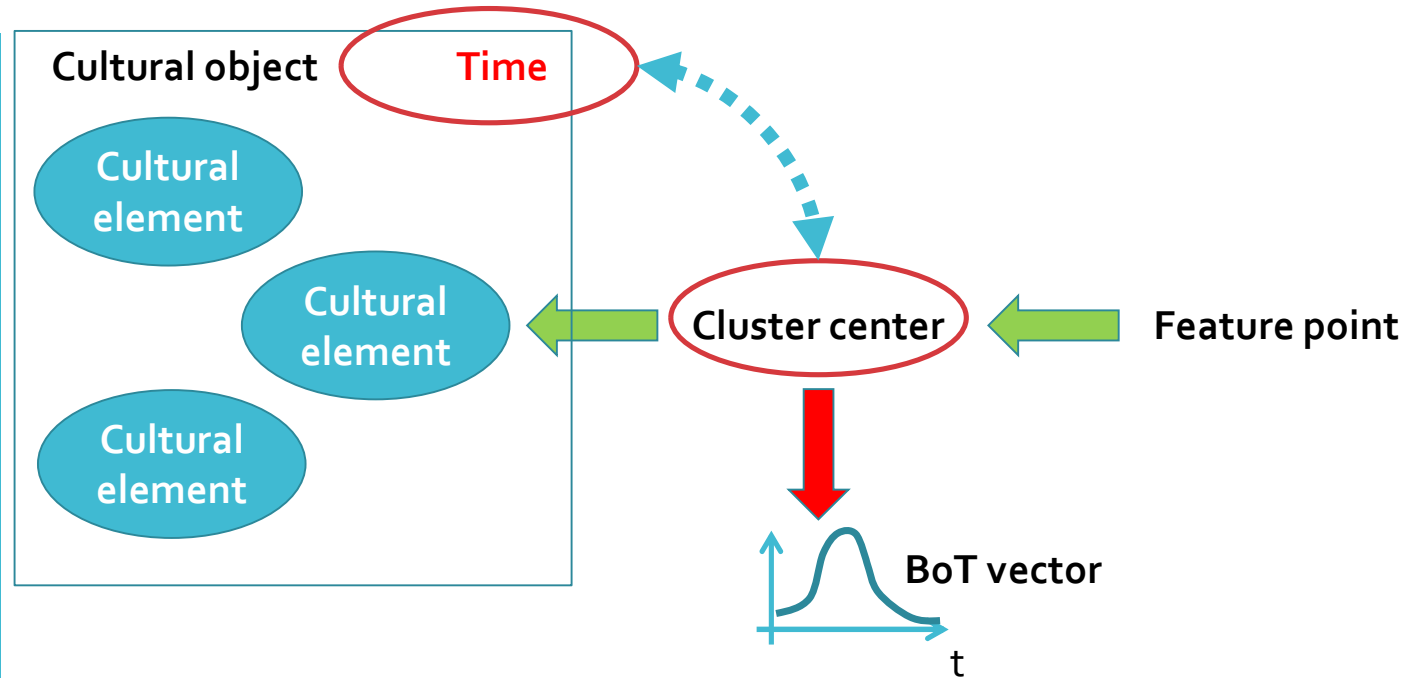 Cultural object
Time
Cultural
element
Cultural
element
Cluster center
Feature point
Cultural
element
BoT vector
t